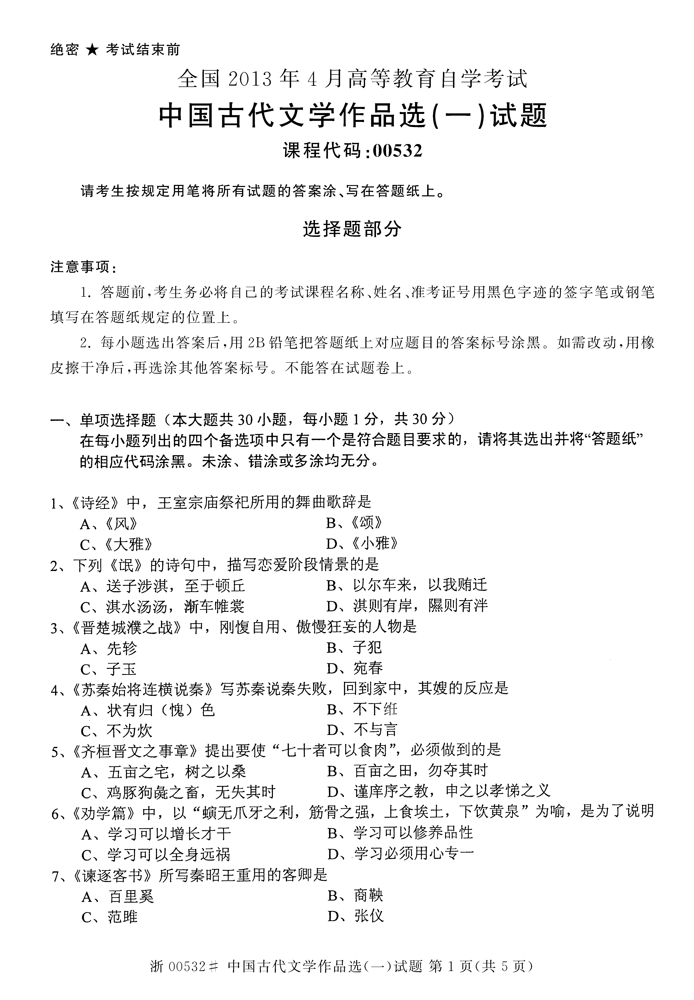 绝密 ★ 考试结束前
全国 2013 年 4 月高等教育自学考试
中国古代文学作品选(一)试题
课程代码:00532
请考生按规定用笔将所有试题的答案涂、写在答题纸上。
选择题部分
注意事项:
1. 答题前,考生务必将自己的考试课程名称、姓名、准考证号用黑色字迹的签字笔或钢笔
填写在答题纸规定的位置上。
2. 每小题选出答案后,用 2B 铅笔把答题纸上对应题目的答案标号涂黑。如需改动,用橡
皮擦干净后,再选涂其他答案标号。不能答在试题卷上。
一、单项选择题（本大题共 30 小题，每小题 1 分，共 30 分）
在每小题列出的四个备选项中只有一个是符合题目要求的，请将其选出并将“答题纸”
的相应代码涂黑。未涂、错涂或多涂均无分。
1、《诗经》中，王室宗庙祭祀所用的舞曲歌辞是
A、《风》 B、《颂》
C、《大雅》 D、《小雅》
2、下列《氓》的诗句中，描写恋爱阶段情景的是
A、送子涉淇，至于顿丘 B、以尔车来，以我贿迁
C、淇水汤汤，渐车帷裳 D、淇则有岸，隰则有泮
3、《晋楚城濮之战》中，刚愎自用、傲慢狂妄的人物是
A、先轸 B、子犯
C、子玉 D、宛春
4、《苏秦始将连横说秦》写苏秦说秦失败，回到家中，其嫂的反应是
A、状有归（愧）色 B、不下纴
C、不为炊 D、不与言
5、《齐桓晋文之事章》提出要使“七十者可以食肉”，必须做到的是
A、五亩之宅，树之以桑 B、百亩之田，勿夺其时
C、鸡豚狗彘之畜，无失其时 D、谨庠序之教，申之以孝悌之义
6、《劝学篇》中，以“螾无爪牙之利，筋骨之强，上食埃土，下饮黄泉”为喻，是为了说明
A、学习可以增长才干 B、学习可以修养品性
C、学习可以全身远祸 D、学习必须用心专一
7、《谏逐客书》所写秦昭王重用的客卿是
A、百里奚 B、商鞅
C、范雎 D、张仪
浙 00532# 中国古代文学作品选(一)试题 第 1 页(共 5 页)